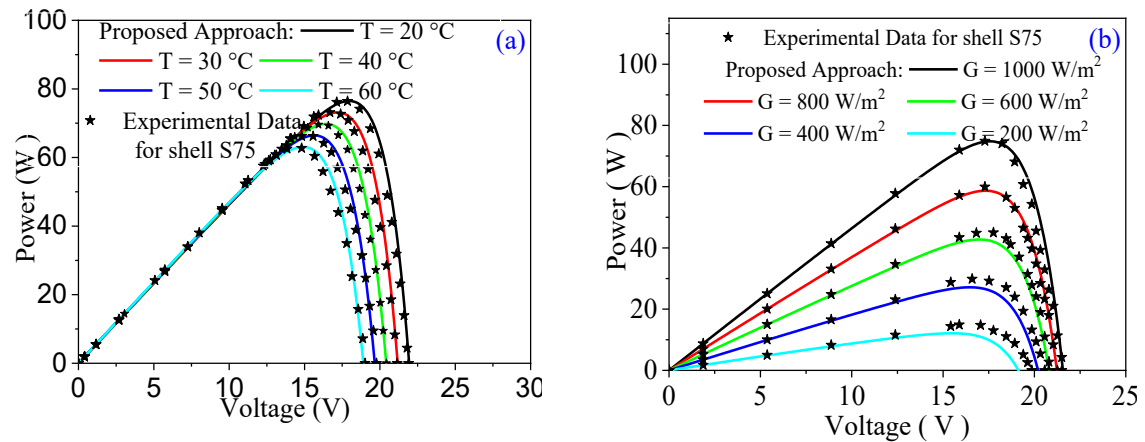 100
80
60
40
20
0
Power (W)
0 5 10 15 20 25 30
Voltage (V)
(a)
Proposed Approach: T = 20 °C
T = 30 °C T = 40 °C
T = 50 °C T = 60 °C
Experimental Data
for shell S75
100
80
60
40
20
0
Power ( W )
0 5 10 15 20 25
Voltage ( V )
(b)
Experimental Data for shell S75
Proposed Approach: G = 1000 W/m²
G = 800 W/m² G = 600 W/m²
G = 400 W/m² G = 200 W/m²